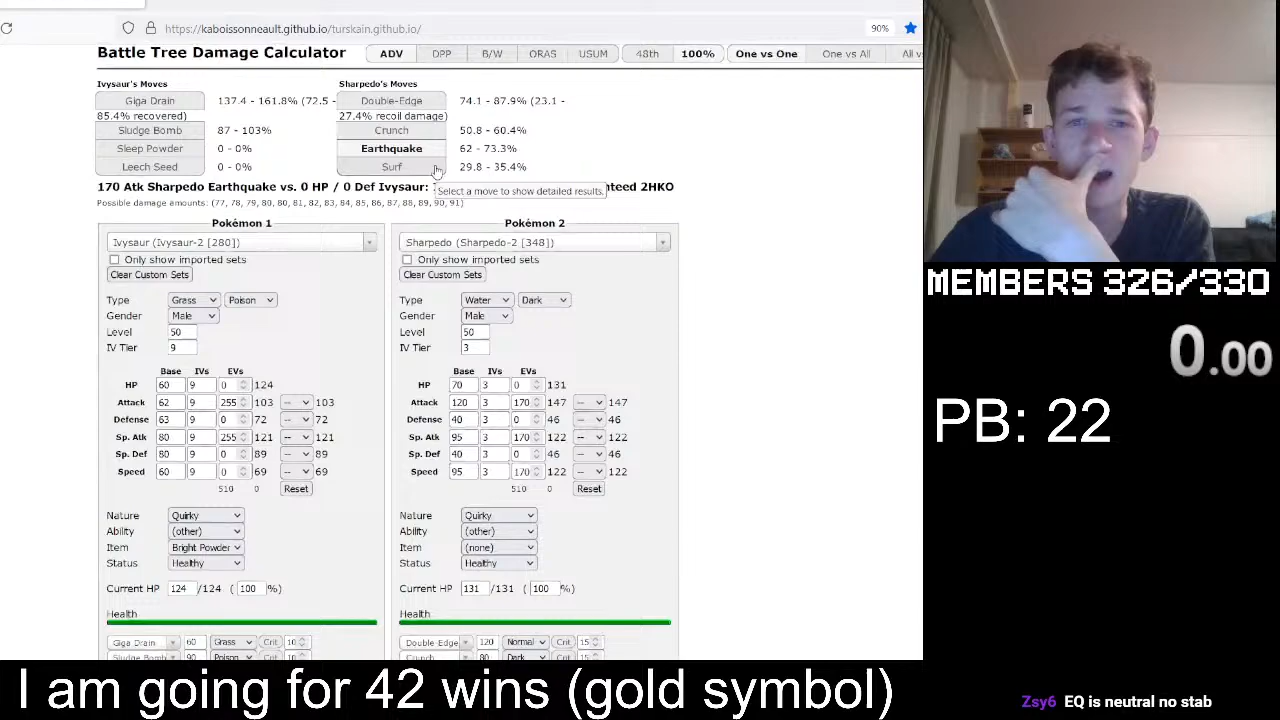 https://kaboissonneault.github.io/turskain.github.io/
90%
Battle Tree Damage Calculator
ADV DPP B/W ORAS USUM 48th 100% One vs One One vs All All v
Ivysaur's Moves Sharpedo's Moves
Giga Drain 137.4 - 161.8% (72.5 - Double-Edge 74.1 - 87.9% (23.1 -
85.4% recovered) 27.4% recoil damage)
Sludge Bomb 87 - 103% Crunch 50.8 - 60.4%
Sleep Powder 0 - 0% Earthquake 62 - 73.3%
Leech Seed 0 - 0% Surf 29.8 - 35.4%
170 Atk Sharpedo Earthquake vs. 0 HP / 0 Def Ivysaur: nteed 2HKO
Select a move to show detailed results.
Possible damage amounts: (77, 78, 79, 80, 80, 81, 82, 83, 84, 85, 86, 87, 88, 89, 90, 91)
Pokémon 1 Pokémon 2
Ivysaur (Ivysaur-2 [280]) Sharpedo (Sharpedo-2 [348])
Only show imported sets Only show imported sets
Clear Custom Sets Clear Custom Sets
Type Grass Poison Type Water Dark
Gender Male Gender Male
Level 50 Level 50
IV Tier 9 IV Tier 3
Base IVs EVs Base IVs EVs
HP 60 9 0 124 HP 70 3 0 131
Attack 62 9 255 103 -- 103 Attack 120 3 170 147 -- 147
Defense 63 9 0 72 -- 72 Defense 40 3 0 46 -- 46
Sp. Atk 80 9 255 121 -- 121 Sp. Atk 95 3 170 122 -- 122
Sp. Def 80 9 0 89 -- 89 Sp. Def 40 3 0 46 -- 46
Speed 60 9 0 69 -- 69 Speed 95 3 170 122 -- 122
510 0 Reset 510 0 Reset
Nature Quirky Nature Quirky
Ability (other) Ability (other)
Item Bright Powder Item (none)
Status Healthy Status Healthy
Current HP 124 /124 ( 100 %) Current HP 131 /131 ( 100 %)
Health Health
Giga Drain 60 Grass Crit 10 Double-Edge 120 Normal Crit 15
Sludge Bomb 90 Poison Crit 10 Crunch 80 Dark Crit 15
MEMBERS 326/330
0.00
PB: 22
I am going for 42 wins (gold symbol)
Zsy6 EQ is neutral no stab